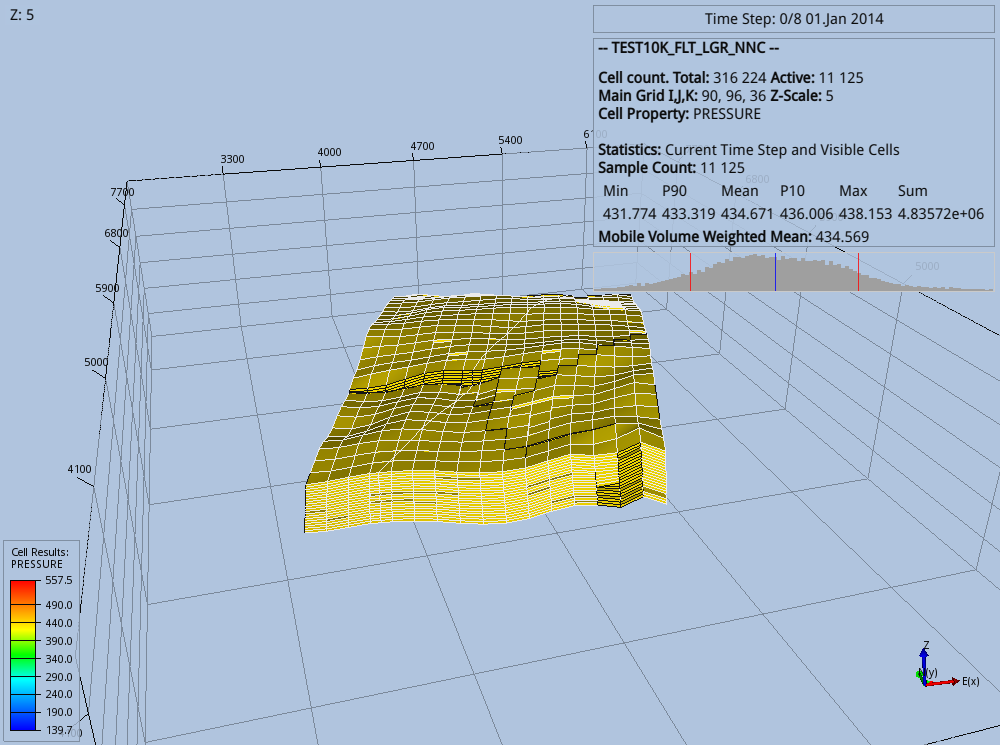 Z: 5
Time Step: 0/8 01.Jan 2014
-- TEST10K_FLT_LGR_NNC --
Cell count. Total: 316 224 Active: 11 125
Main Grid I,J,K: 90, 96, 36 Z-Scale: 5
Cell Property: PRESSURE
Statistics: Current Time Step and Visible Cells
Sample Count: 11 125
Min P90 Mean P10 Max Sum
431.774 433.319 434.671 436.006 438.153 4.83572e+06
Mobile Volume Weighted Mean: 434.569
3300 4000 4700 5400 6100
6800
5000
7700
6800
5900
5000
4100
Cell Results:
PRESSURE
557.5
490.0
440.0
390.0
340.0
290.0
240.0
190.0
139.7
Z
N(y)
E(x)